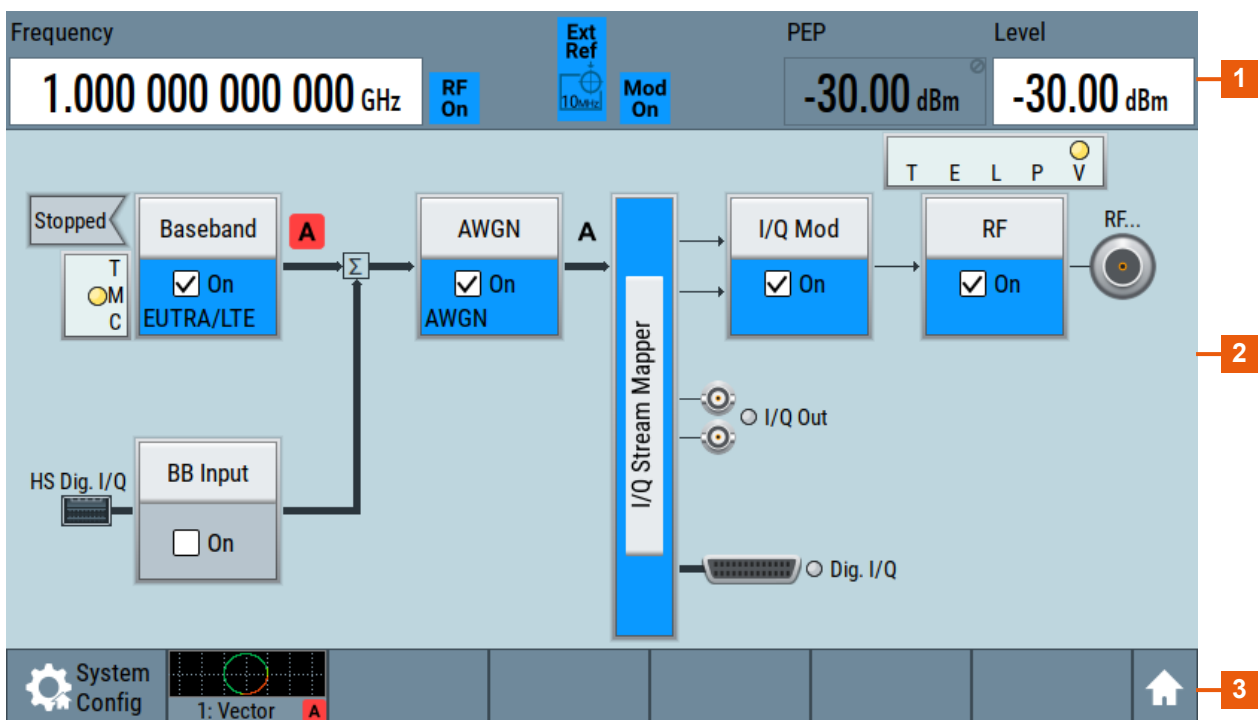 Frequency
Ext
Ref
PEP
Level
1.000 000 000 000 GHz
RF
On
10MHz
Mod
On
-30.00 dBm
-30.00 dBm
1
T E L P V
Stopped
Baseband
A
AWGN
A
I/Q Mod
RF
RF...
T
M
C
On
EUTRA/LTE
Σ
On
AWGN
On
On
I/Q Stream Mapper
2
I/Q Out
HS Dig. I/Q
BB Input
On
Dig. I/Q
System
Config
1: Vector
A
3